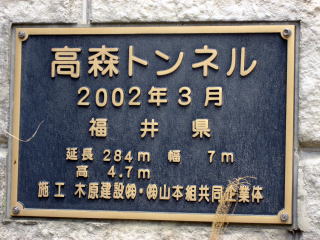 高森トンネル
2002年3月
福井県
延長 284m 幅 7m
高 4.7m
施工 木原建設㈱・㈱山本組共同企業体